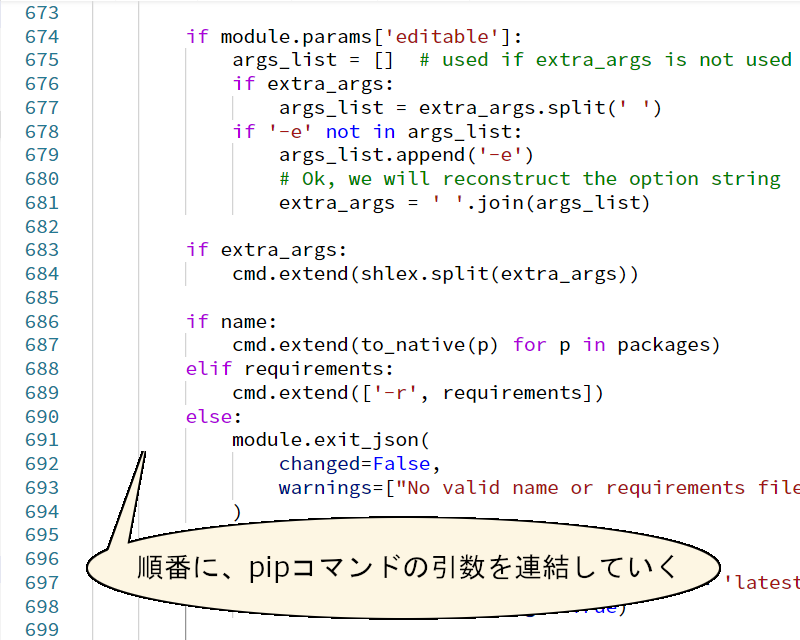 673
674 if module.params['editable']:
675 args_list = []  # used if extra_args is not used
676 if extra_args:
677 args_list = extra_args.split(' ')
678 if '-e' not in args_list:
679 args_list.append('-e')
680 # Ok, we will reconstruct the option string
681 extra_args = ' '.join(args_list)
682
683 if extra_args:
684 cmd.extend(shlex.split(extra_args))
685
686 if name:
687 cmd.extend(to_native(p) for p in packages)
688 elif requirements:
689 cmd.extend(['-r', requirements])
690 else:
691 module.exit_json(
692 changed=False,
693 warnings=["No valid name or requirements file
694 )
695
696
順番に、pipコマンドの引数を連結していく
697 'latest
698
699